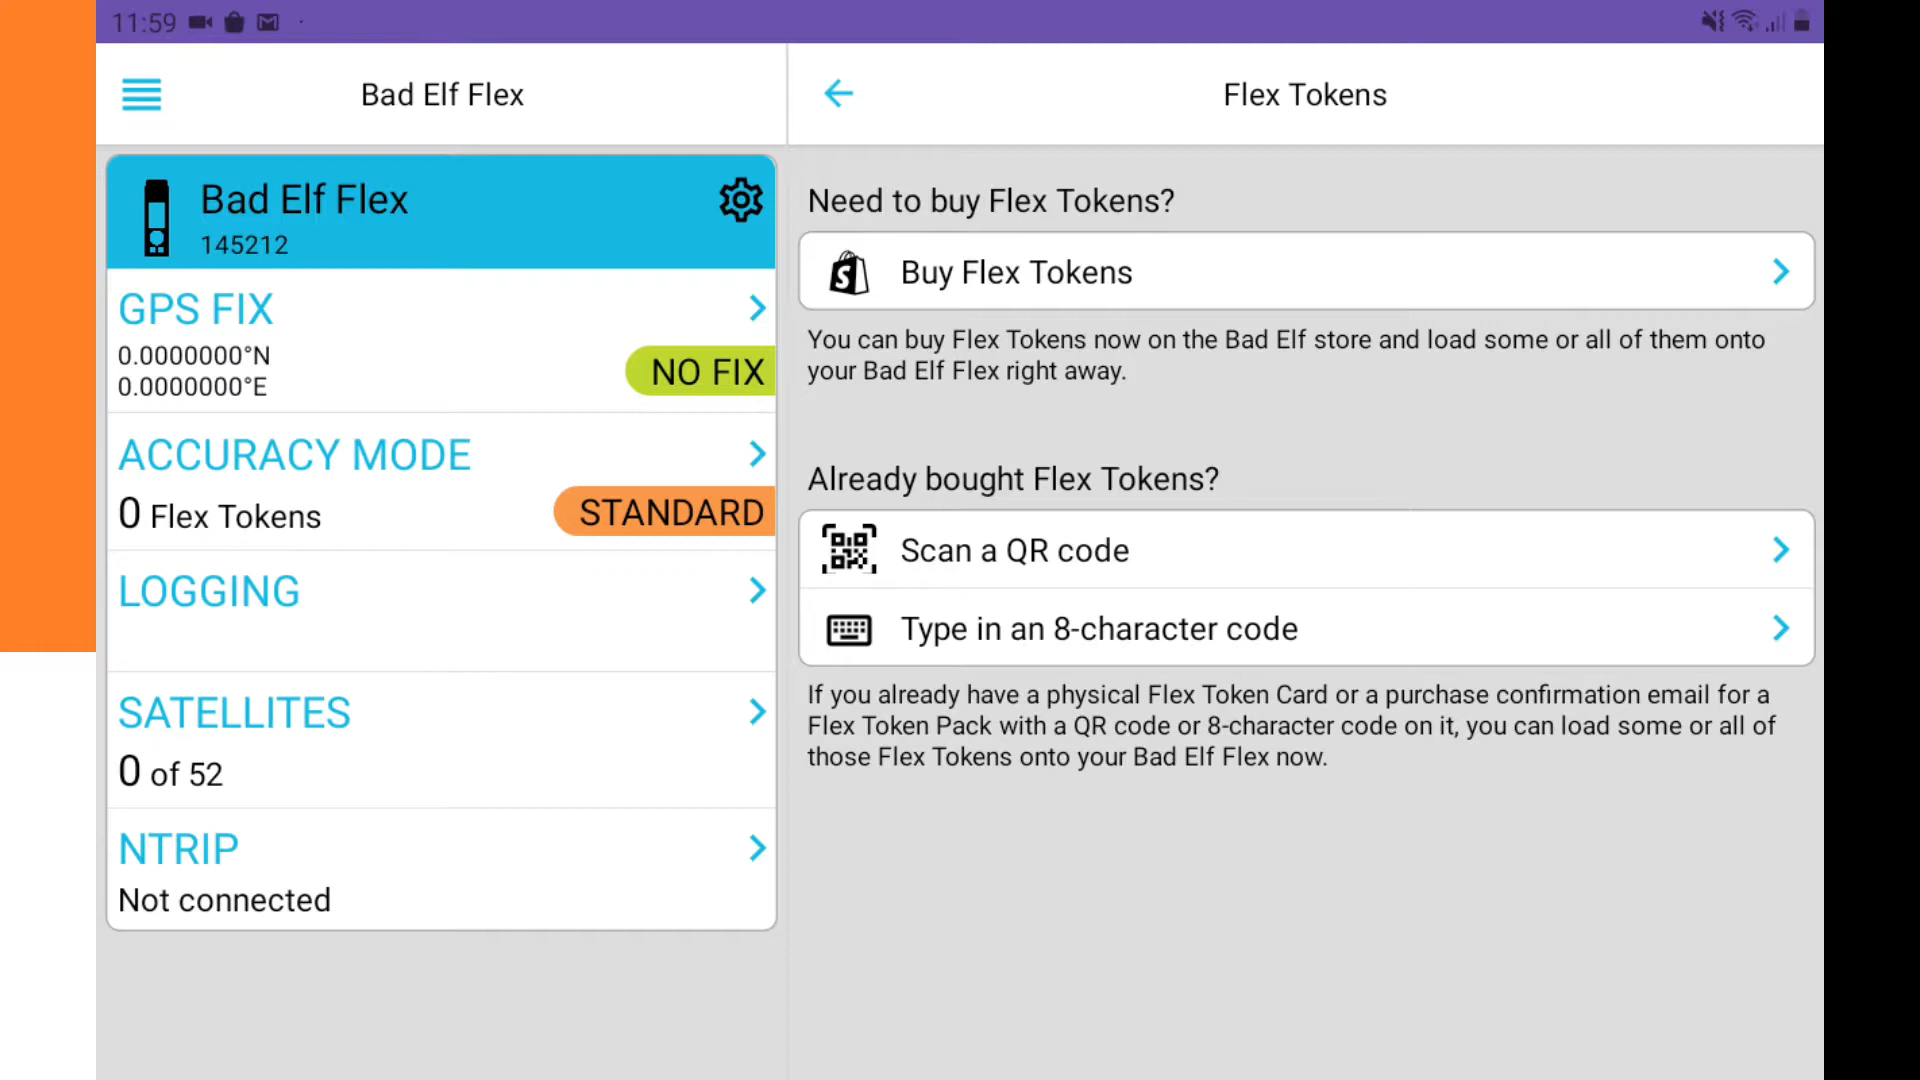 11:59
Bad Elf Flex
Flex Tokens
Bad Elf Flex
145212
GPS FIX
0.0000000°N
0.0000000°E
NO FIX
ACCURACY MODE
0 Flex Tokens
STANDARD
LOGGING
SATELLITES
0 of 52
NTRIP
Not connected
Need to buy Flex Tokens?
Buy Flex Tokens
You can buy Flex Tokens now on the Bad Elf store and load some or all of them onto
your Bad Elf Flex right away.
Already bought Flex Tokens?
Scan a QR code
Type in an 8-character code
If you already have a physical Flex Token Card or a purchase confirmation email for a
Flex Token Pack with a QR code or 8-character code on it, you can load some or all of
those Flex Tokens onto your Bad Elf Flex now.